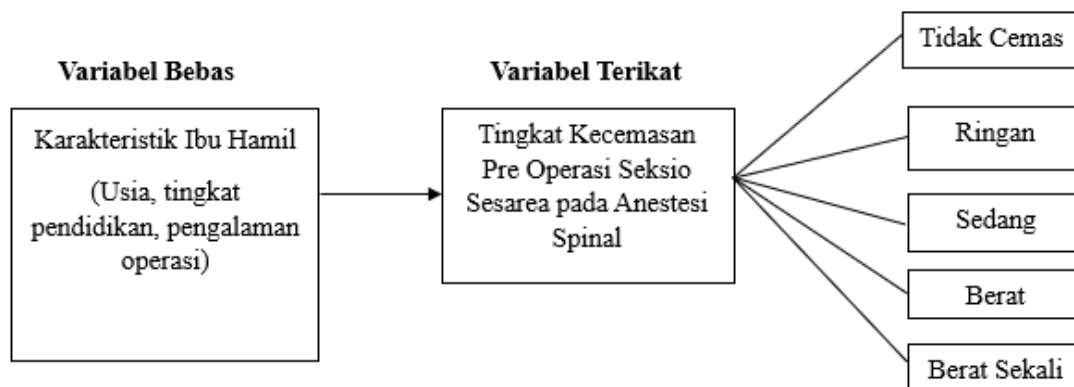 Variabel Bebas
Karakteristik Ibu Hamil
(Usia, tingkat
pendidikan, pengalaman
operasi)
Variabel Terikat
Tingkat Kecemasan
Pre Operasi Seksio
Sesarea pada Anestesi
Spinal
Tidak Cemas
Ringan
Sedang
Berat
Berat Sekali